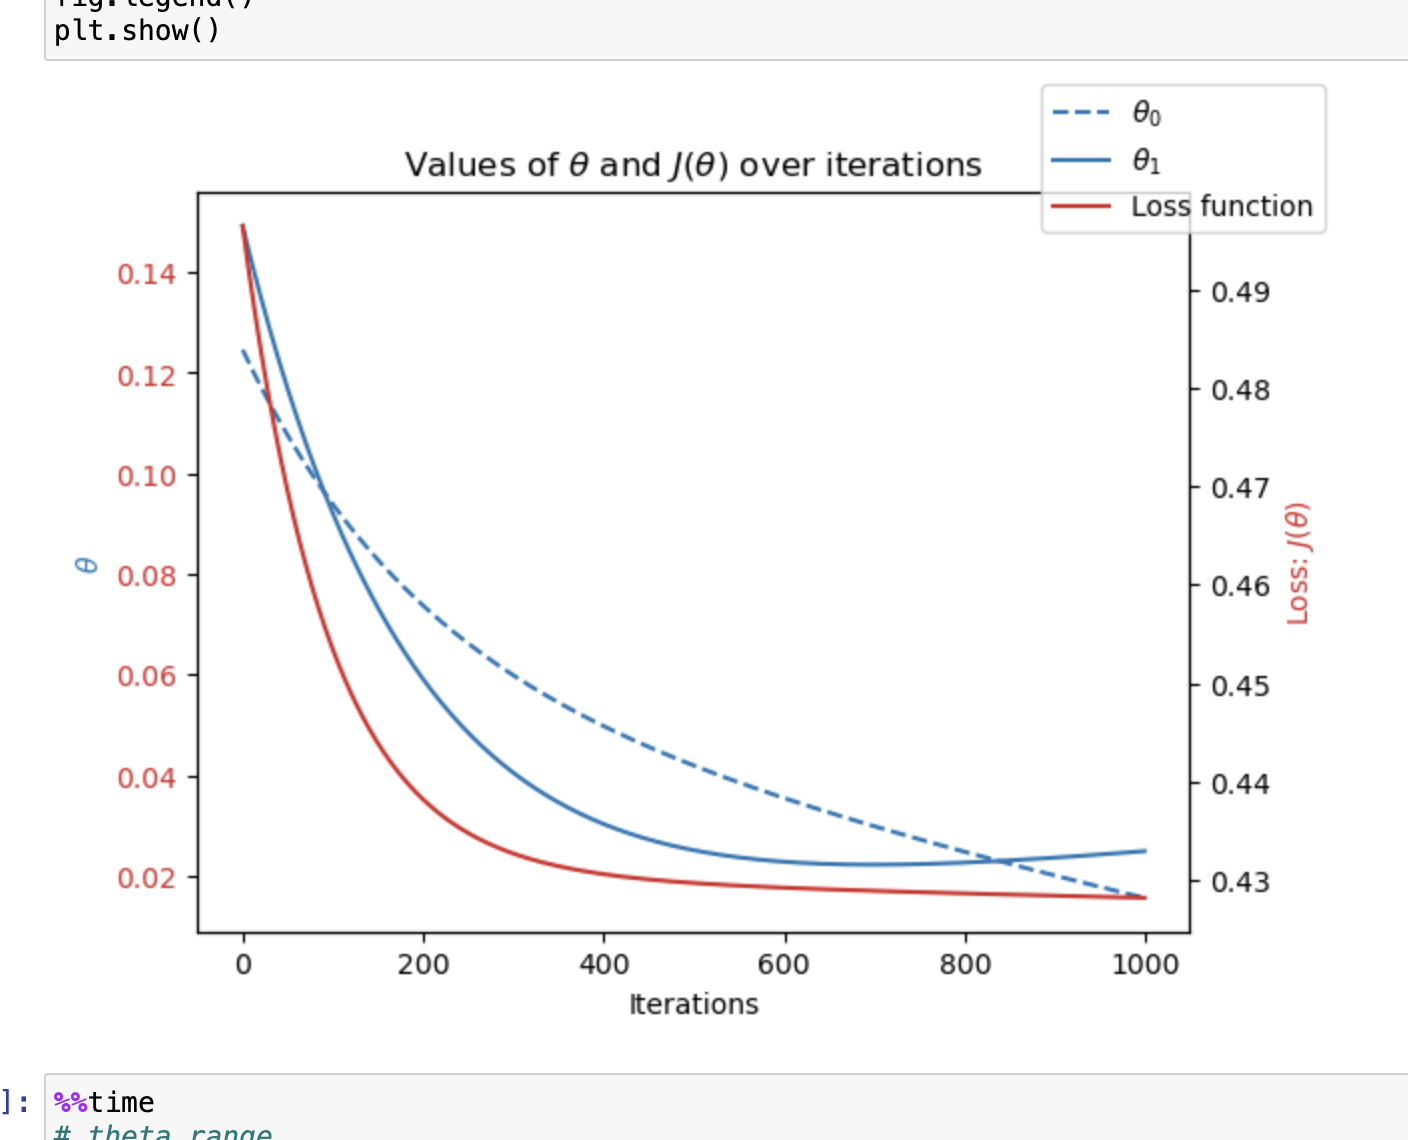 fig.legend()
plt.show()
θ₀
θ₁
Loss function
Values of θ and J(θ) over iterations
0.14
0.12
0.10
0.08
0.06
0.04
0.02
θ
0.49
0.48
0.47
0.46
0.45
0.44
0.43
Loss: J(θ)
0 200 400 600 800 1000
Iterations
]:
%%time
# theta range